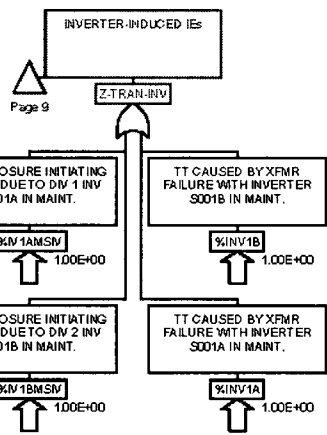 INVERTER-INDUCED IEs
Page 9
Z-TRAN-INV
OSURE INITIATING
DUE TO DIV 1 INV
01A IN MAINT.
TT CAUSED BY XFMR
FAILURE WITH INVERTER
S001B IN MAINT.
%IV1AMSIV
%INV1B
1.00E+00
1.00E+00
OSURE INITIATING
DUE TO DIV 2 INV
01B IN MAINT.
TT CAUSED BY XFMR
FAILURE WITH INVERTER
S001A IN MAINT.
%IV1BMSIV
%INV1A
1.00E+00
1.00E+00